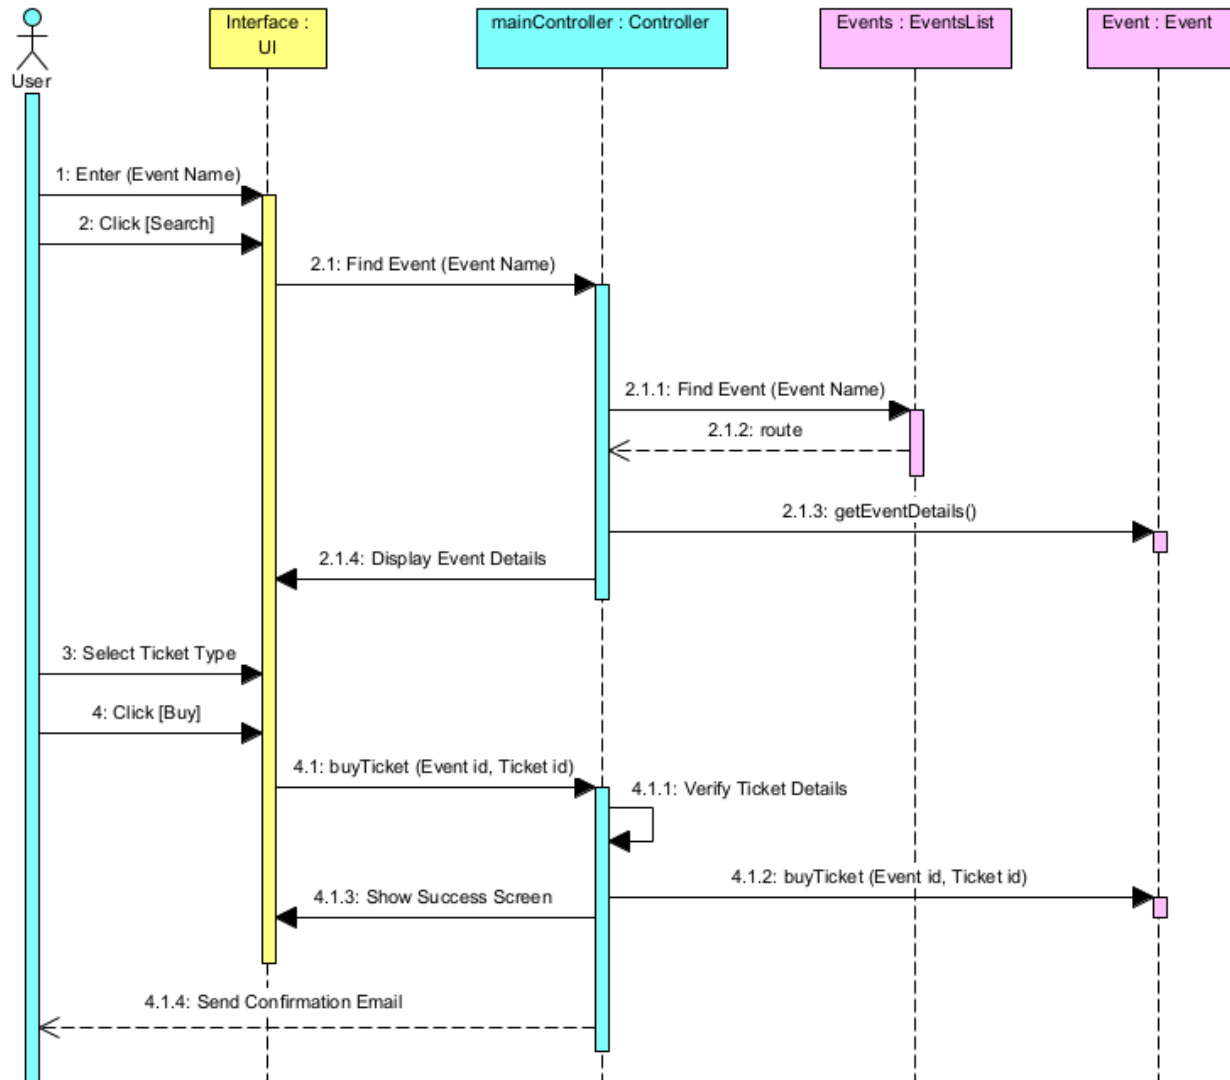 Interface :
UI
mainController : Controller
Events : EventsList
Event : Event
User
1: Enter (Event Name)
2: Click [Search]
2.1: Find Event (Event Name)
2.1.1: Find Event (Event Name)
2.1.2: route
2.1.3: getEventDetails()
2.1.4: Display Event Details
3: Select Ticket Type
4: Click [Buy]
4.1: buyTicket (Event id, Ticket id)
4.1.1: Verify Ticket Details
4.1.2: buyTicket (Event id, Ticket id)
4.1.3: Show Success Screen
4.1.4: Send Confirmation Email